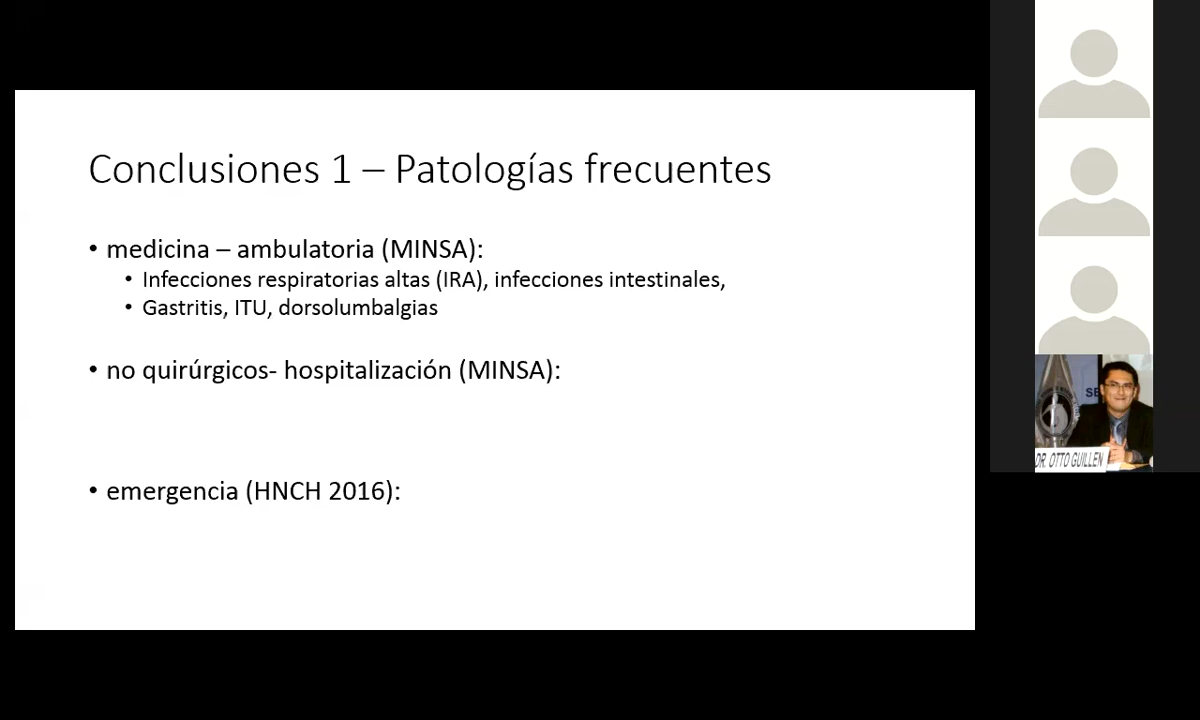 Conclusiones 1 – Patologías frecuentes
• medicina – ambulatoria (MINSA):
• Infecciones respiratorias altas (IRA), infecciones intestinales,
• Gastritis, ITU, dorsolumbalgias
• no quirúrgicos- hospitalización (MINSA):
• emergencia (HNCH 2016):
SE
DR. OTTO GUILLEN